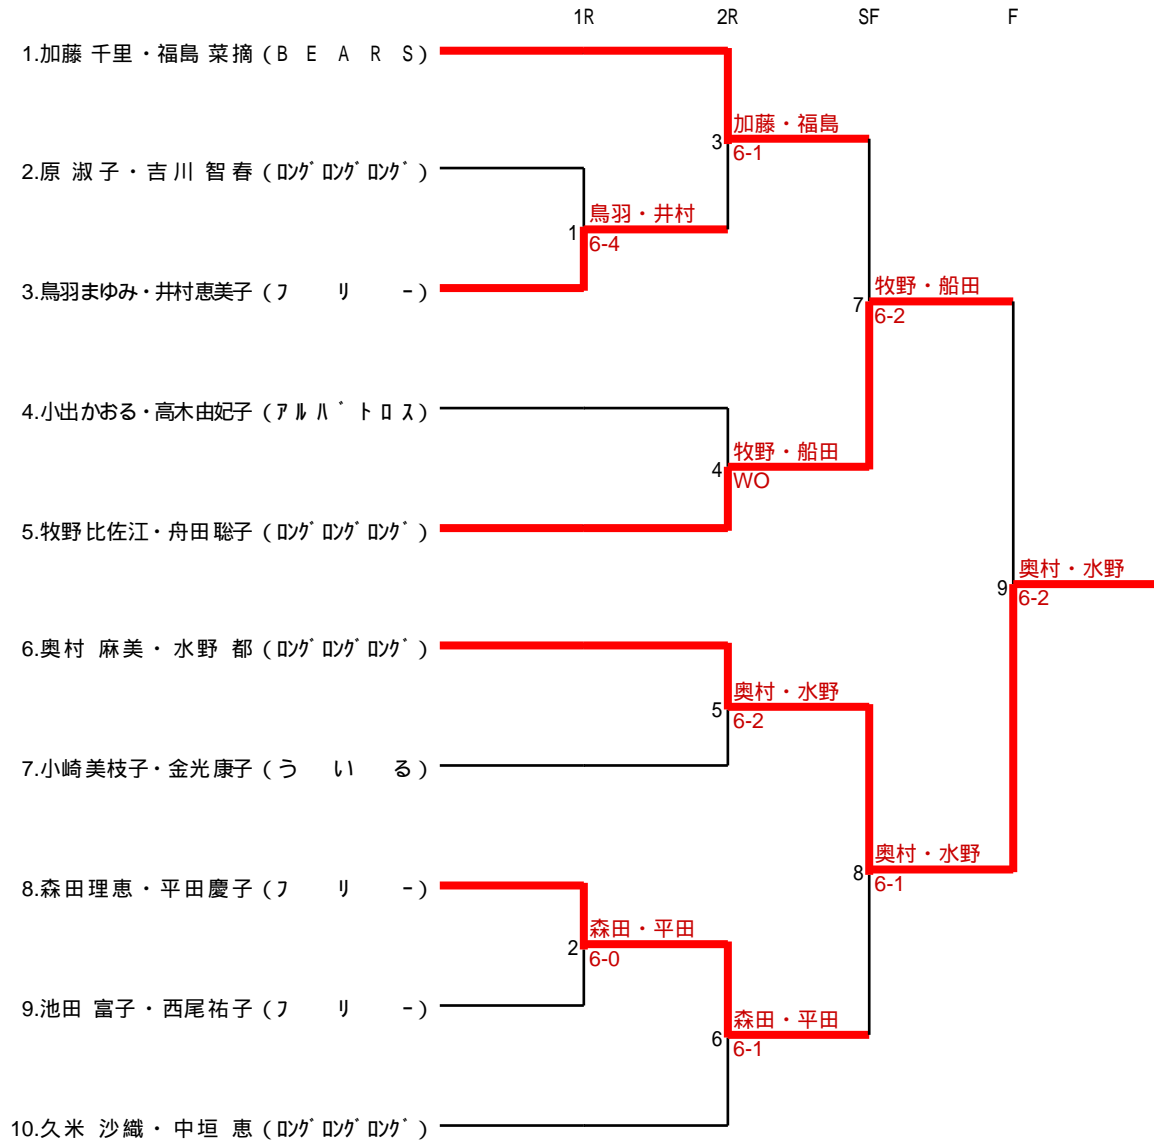 1R 2R SF F
1.加藤 千里・福島 菜摘 (B E A R S)
加藤・福島
3
6-1
2.原 淑子・吉川 智春 (ﾛﾝｸﾞﾛﾝｸﾞﾛﾝｸﾞ)
鳥羽・井村
1
6-4
3.鳥羽まゆみ・井村恵美子 (フ リ ー)
牧野・船田
7
6-2
4.小出かおる・高木由妃子 (ア ル バ ト ロ ス)
牧野・船田
4
WO
5.牧野比佐江・舟田聡子 (ﾛﾝｸﾞﾛﾝｸﾞﾛﾝｸﾞ)
奥村・水野
9
6-2
6.奥村 麻美・水野 都 (ﾛﾝｸﾞﾛﾝｸﾞﾛﾝｸﾞ)
奥村・水野
5
6-2
7.小崎美枝子・金光康子 (う い る)
奥村・水野
8
6-1
8.森田理恵・平田慶子 (フ リ ー)
森田・平田
2
6-0
9.池田 富子・西尾祐子 (フ リ ー)
森田・平田
6
6-1
10.久米 沙織・中垣 恵 (ﾛﾝｸﾞﾛﾝｸﾞﾛﾝｸﾞ)